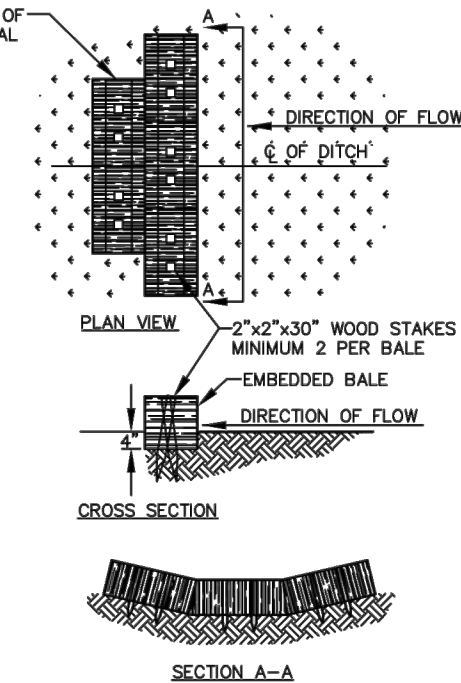 OF
AL
A
DIRECTION OF FLOW
℄ OF DITCH
A
PLAN VIEW
2"x2"x30" WOOD STAKES
MINIMUM 2 PER BALE
EMBEDDED BALE
DIRECTION OF FLOW
4"
CROSS SECTION
SECTION A-A